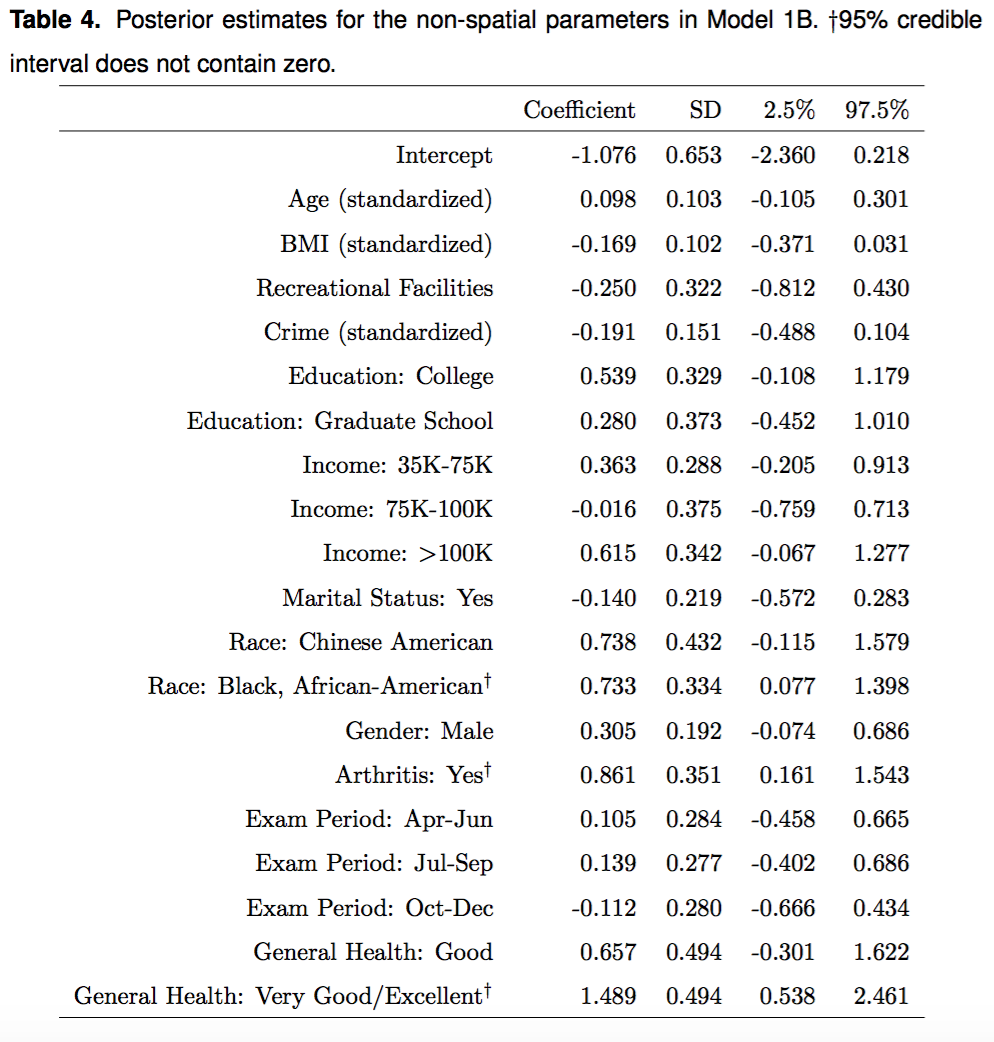 Table 4. Posterior estimates for the non-spatial parameters in Model 1B. †95% credible
interval does not contain zero.
Coefficient SD 2.5% 97.5%
Intercept -1.076 0.653 -2.360 0.218
Age (standardized) 0.098 0.103 -0.105 0.301
BMI (standardized) -0.169 0.102 -0.371 0.031
Recreational Facilities -0.250 0.322 -0.812 0.430
Crime (standardized) -0.191 0.151 -0.488 0.104
Education: College 0.539 0.329 -0.108 1.179
Education: Graduate School 0.280 0.373 -0.452 1.010
Income: 35K-75K 0.363 0.288 -0.205 0.913
Income: 75K-100K -0.016 0.375 -0.759 0.713
Income: >100K 0.615 0.342 -0.067 1.277
Marital Status: Yes -0.140 0.219 -0.572 0.283
Race: Chinese American 0.738 0.432 -0.115 1.579
Race: Black, African-American† 0.733 0.334 0.077 1.398
Gender: Male 0.305 0.192 -0.074 0.686
Arthritis: Yes† 0.861 0.351 0.161 1.543
Exam Period: Apr-Jun 0.105 0.284 -0.458 0.665
Exam Period: Jul-Sep 0.139 0.277 -0.402 0.686
Exam Period: Oct-Dec -0.112 0.280 -0.666 0.434
General Health: Good 0.657 0.494 -0.301 1.622
General Health: Very Good/Excellent† 1.489 0.494 0.538 2.461